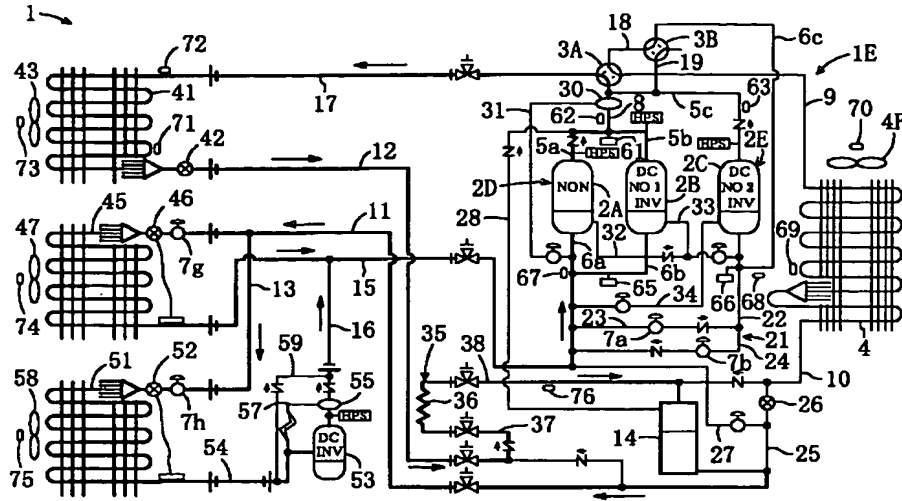 1
72
43
41
71
42
73
17
12
18
3A
3B
6c
1E
30
8
19
63
31
62
HPS
5c
9
70
4F
5a
HPS
61
5b
HPS
2E
2D
NON
2A
DC
NO1
INV
2B
2C
DC
NO2
INV
33
28
32
45
46
11
47
7g
15
13
74
67
6a
65
6b
34
66
68
69
23
7a
22
21
24
7b
4
10
16
51
52
59
35
38
58
7h
57
55
HPS
36
76
26
37
14
27
25
75
54
DC
INV
53